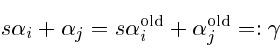 sα_i + α_j = sα_i^old + α_j^old =: γ